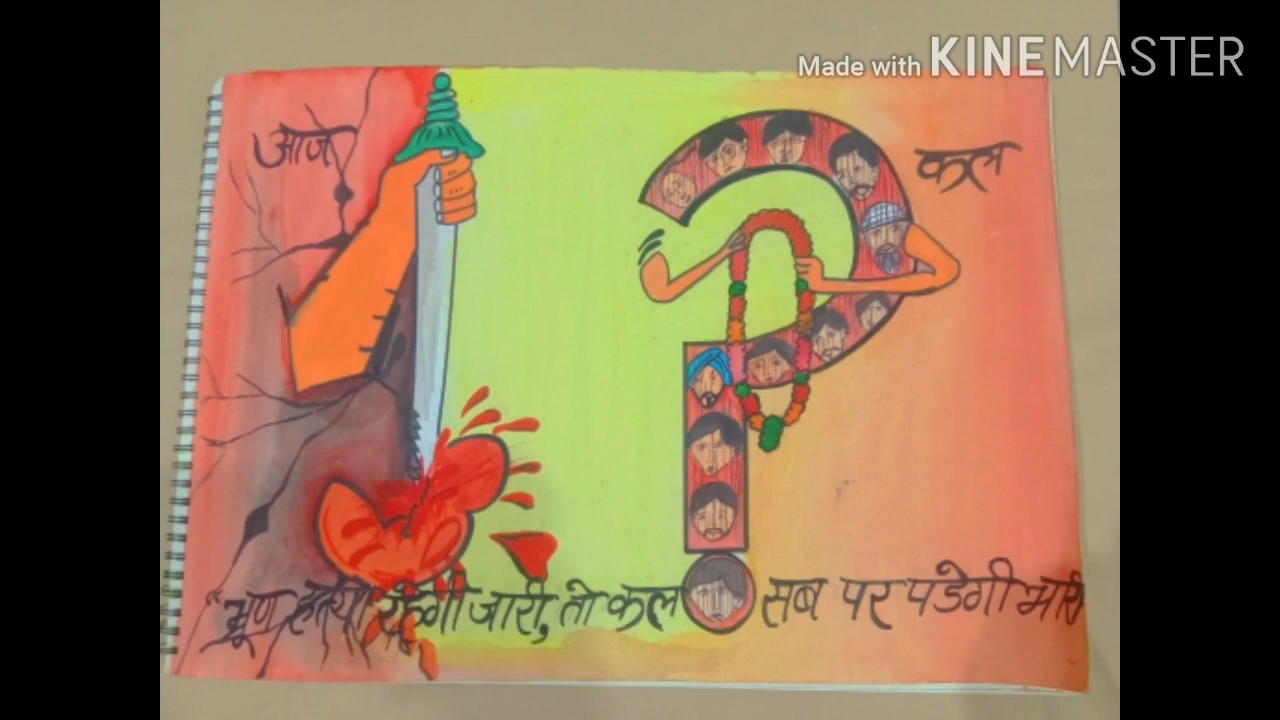 Made with KINEMASTER
आज
कल
"भ्रूण हत्या रहेगी जारी, तो कल सब पर पडेगी भारी